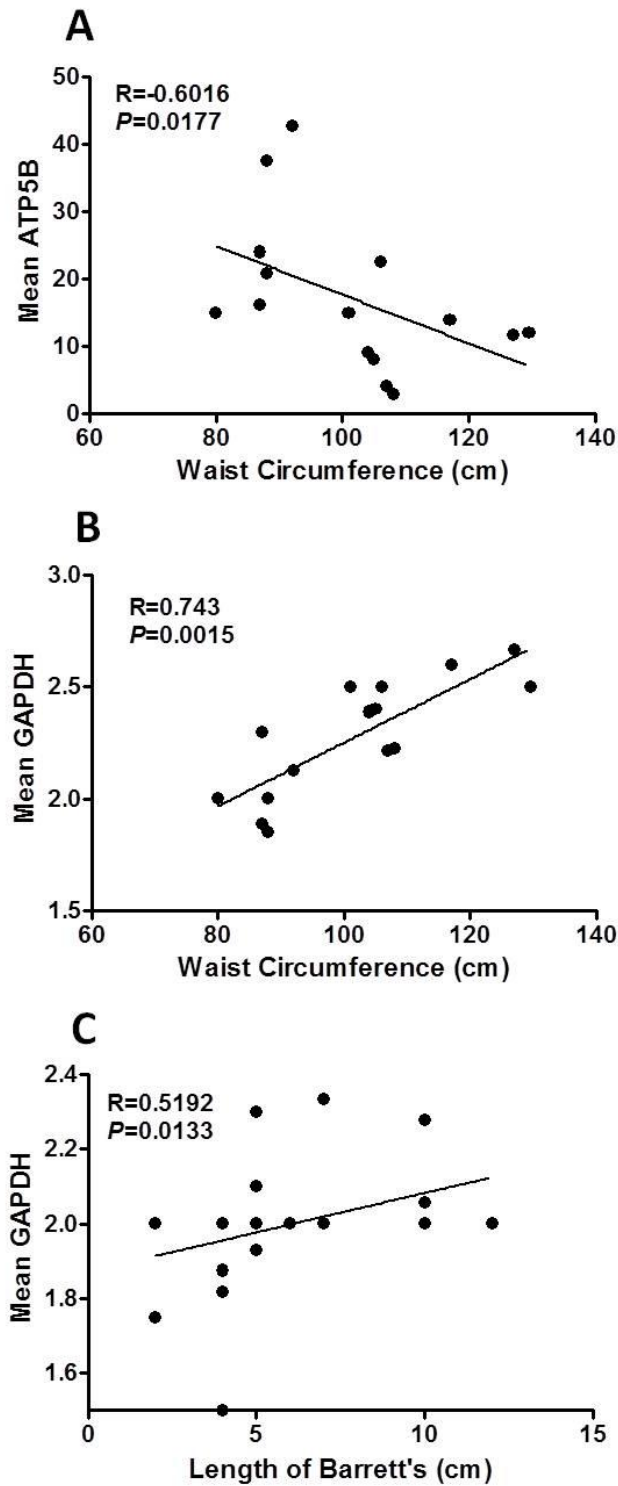 A
R=-0.6016
P=0.0177
Mean ATP5B
50
40
30
20
10
0
60 80 100 120 140
Waist Circumference (cm)
B
R=0.743
P=0.0015
Mean GAPDH
3.0
2.5
2.0
1.5
60 80 100 120 140
Waist Circumference (cm)
C
R=0.5192
P=0.0133
Mean GAPDH
2.4
2.2
2.0
1.8
1.6
0 5 10 15
Length of Barrett's (cm)